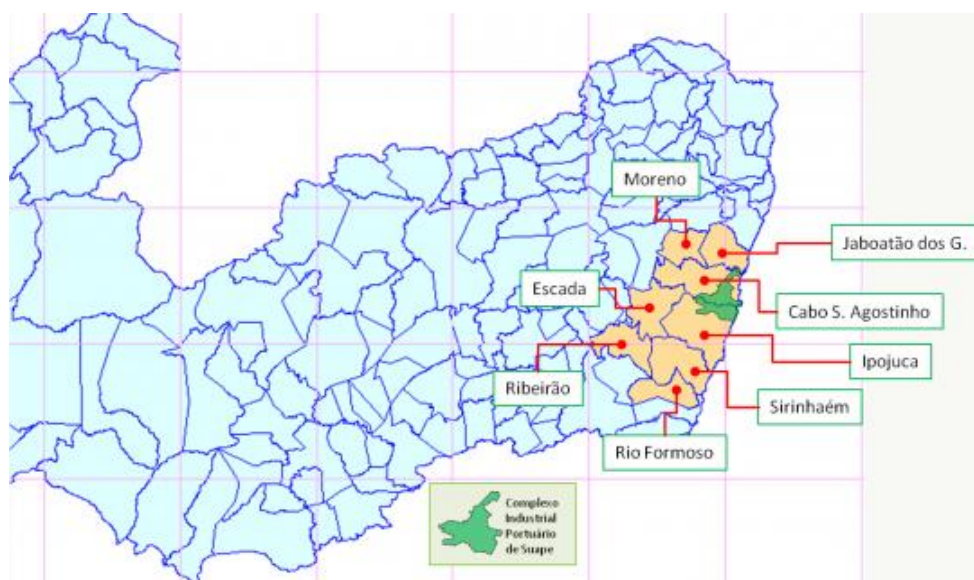 Moreno
Jaboatão dos G.
Escada
Cabo S. Agostinho
Ipojuca
Ribeirão
Sirinhaém
Rio Formoso
Complexo
Industrial
Portuário
de Suape